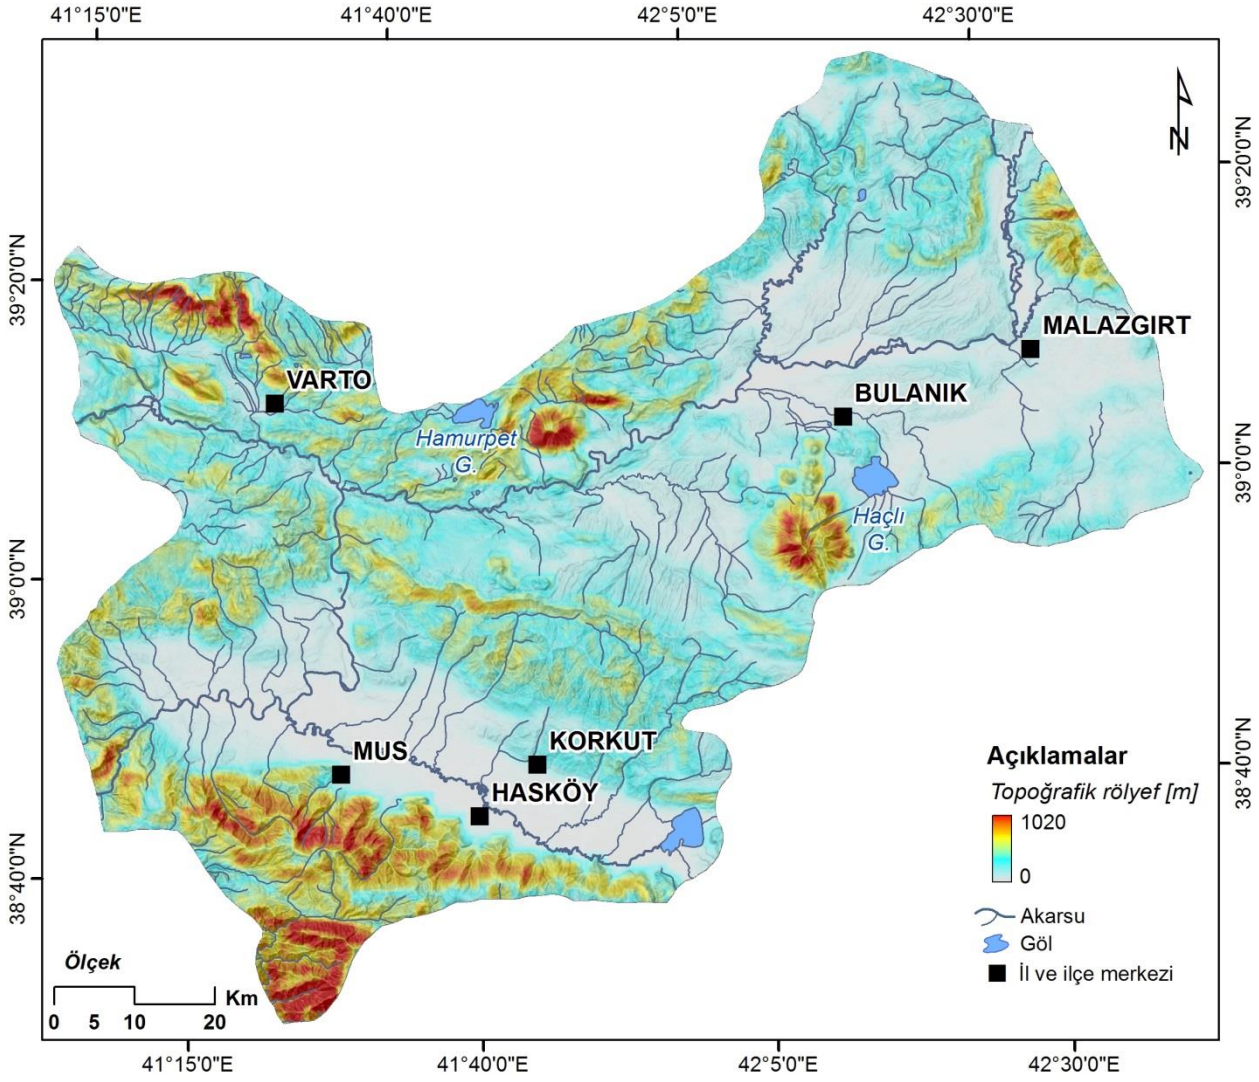 41°15'0"E
41°40'0"E
42°5'0"E
42°30'0"E
39°20'0"N
39°20'0"N
N
MALAZGIRT
VARTO
BULANIK
Hamurpet
G.
39°0'0"N
Haçlı
G.
39°0'0"N
KORKUT
MUS
HASKÖY
38°40'0"N
38°40'0"N
Açıklamalar
Topoğrafik rölyef [m]
1020
0
Akarsu
Göl
İl ve ilçe merkezi
Ölçek
Km
0 5 10 20
41°15'0"E
41°40'0"E
42°5'0"E
42°30'0"E